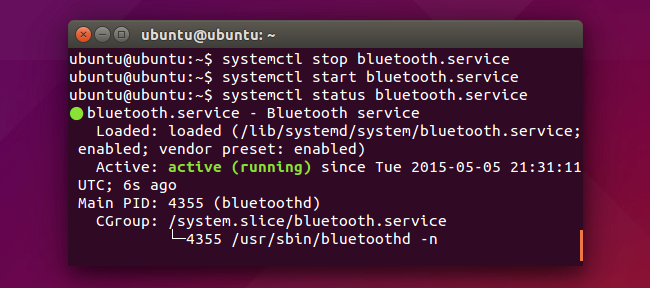 ubuntu@ubuntu: ~
ubuntu@ubuntu:~$ systemctl stop bluetooth.service
ubuntu@ubuntu:~$ systemctl start bluetooth.service
ubuntu@ubuntu:~$ systemctl status bluetooth.service
● bluetooth.service - Bluetooth service
Loaded: loaded (/lib/systemd/system/bluetooth.service;
enabled; vendor preset: enabled)
Active: active (running) since Tue 2015-05-05 21:31:11
UTC; 6s ago
Main PID: 4355 (bluetoothd)
CGroup: /system.slice/bluetooth.service
└─4355 /usr/sbin/bluetoothd -n